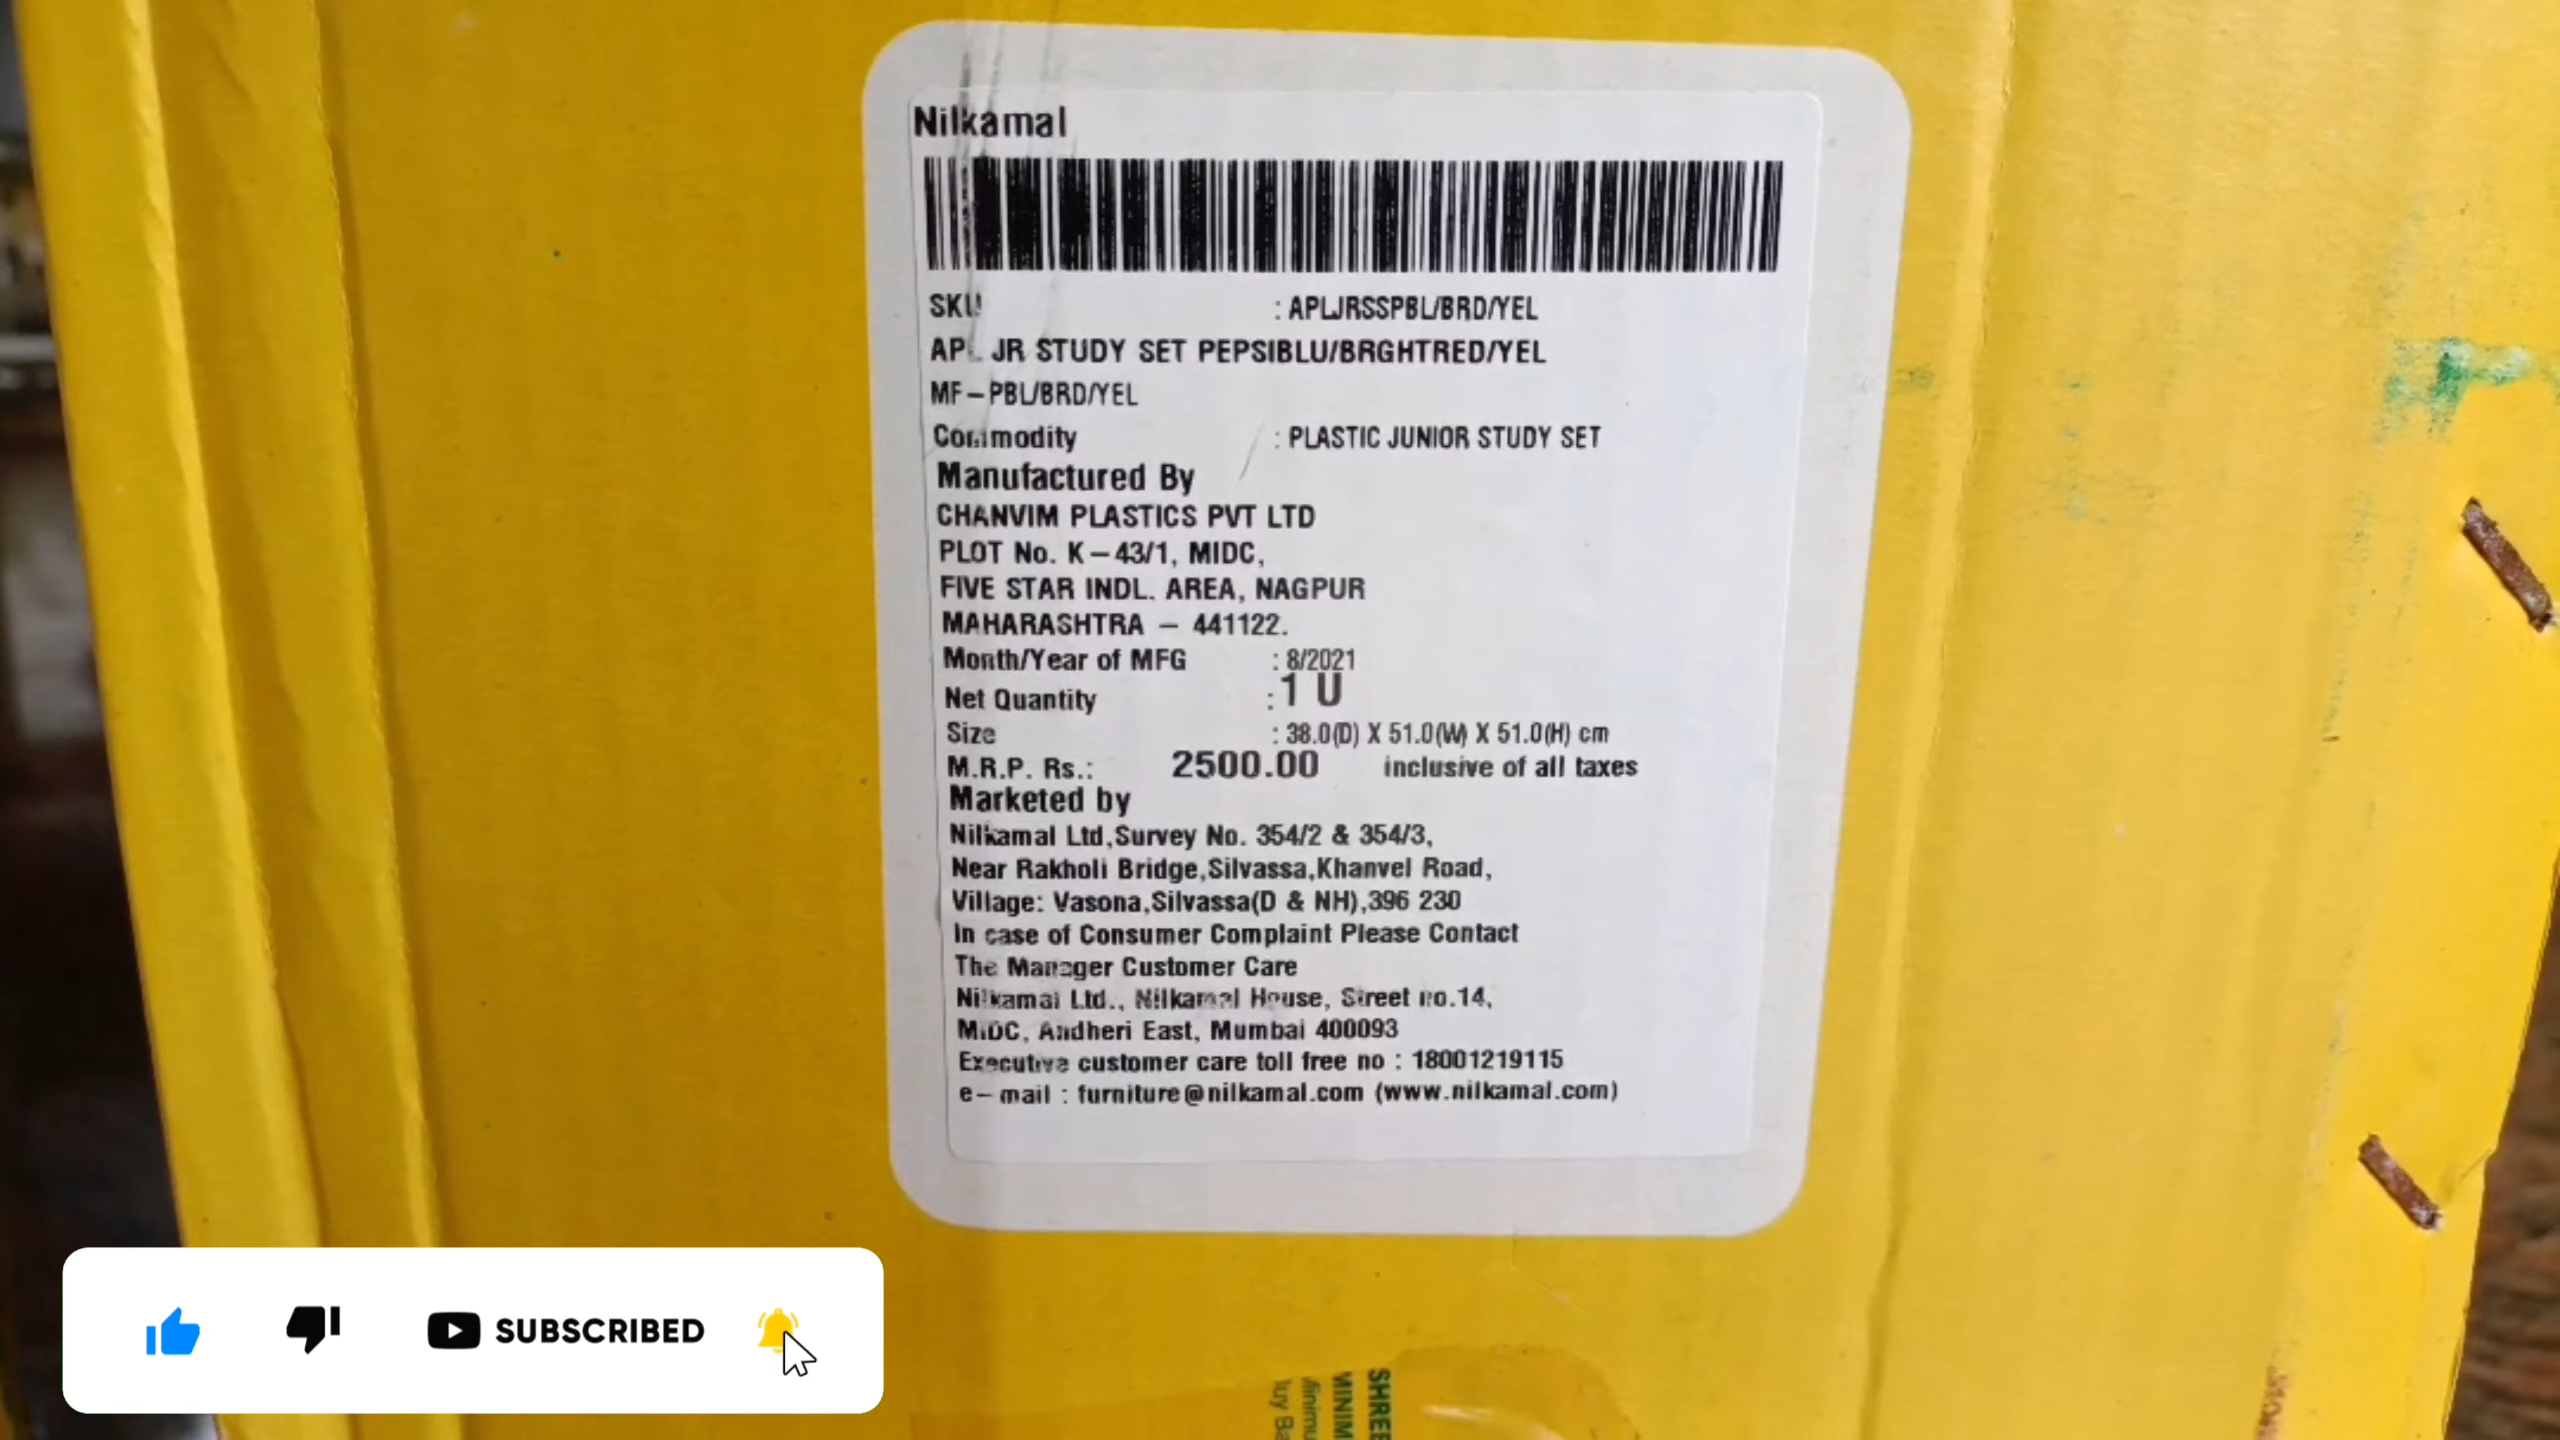 Nilkamal
SKU : APLJRSSPBL/BRD/YEL
APL JR STUDY SET PEPSIBLU/BRGHTRED/YEL
MF-PBL/BRD/YEL
Commodity : PLASTIC JUNIOR STUDY SET
Manufactured By
CHANVIM PLASTICS PVT LTD
PLOT No. K-43/1, MIDC,
FIVE STAR INDL. AREA, NAGPUR
MAHARASHTRA - 441122.
Month/Year of MFG : 8/2021
Net Quantity : 1 U
Size : 38.0(D) X 51.0(W) X 51.0(H) cm
M.R.P. Rs.: 2500.00 inclusive of all taxes
Marketed by
Nilkamal Ltd,Survey No. 354/2 & 354/3,
Near Rakholi Bridge,Silvassa,Khanvel Road,
Village: Vasona,Silvassa(D & NH),396 230
In case of Consumer Complaint Please Contact
The Manager Customer Care
Nilkamal Ltd., Nilkamal House, Street no.14,
MIDC, Andheri East, Mumbai 400093
Executive customer care toll free no : 18001219115
e-mail : furniture@nilkamal.com (www.nilkamal.com)
SUBSCRIBED
SHREE